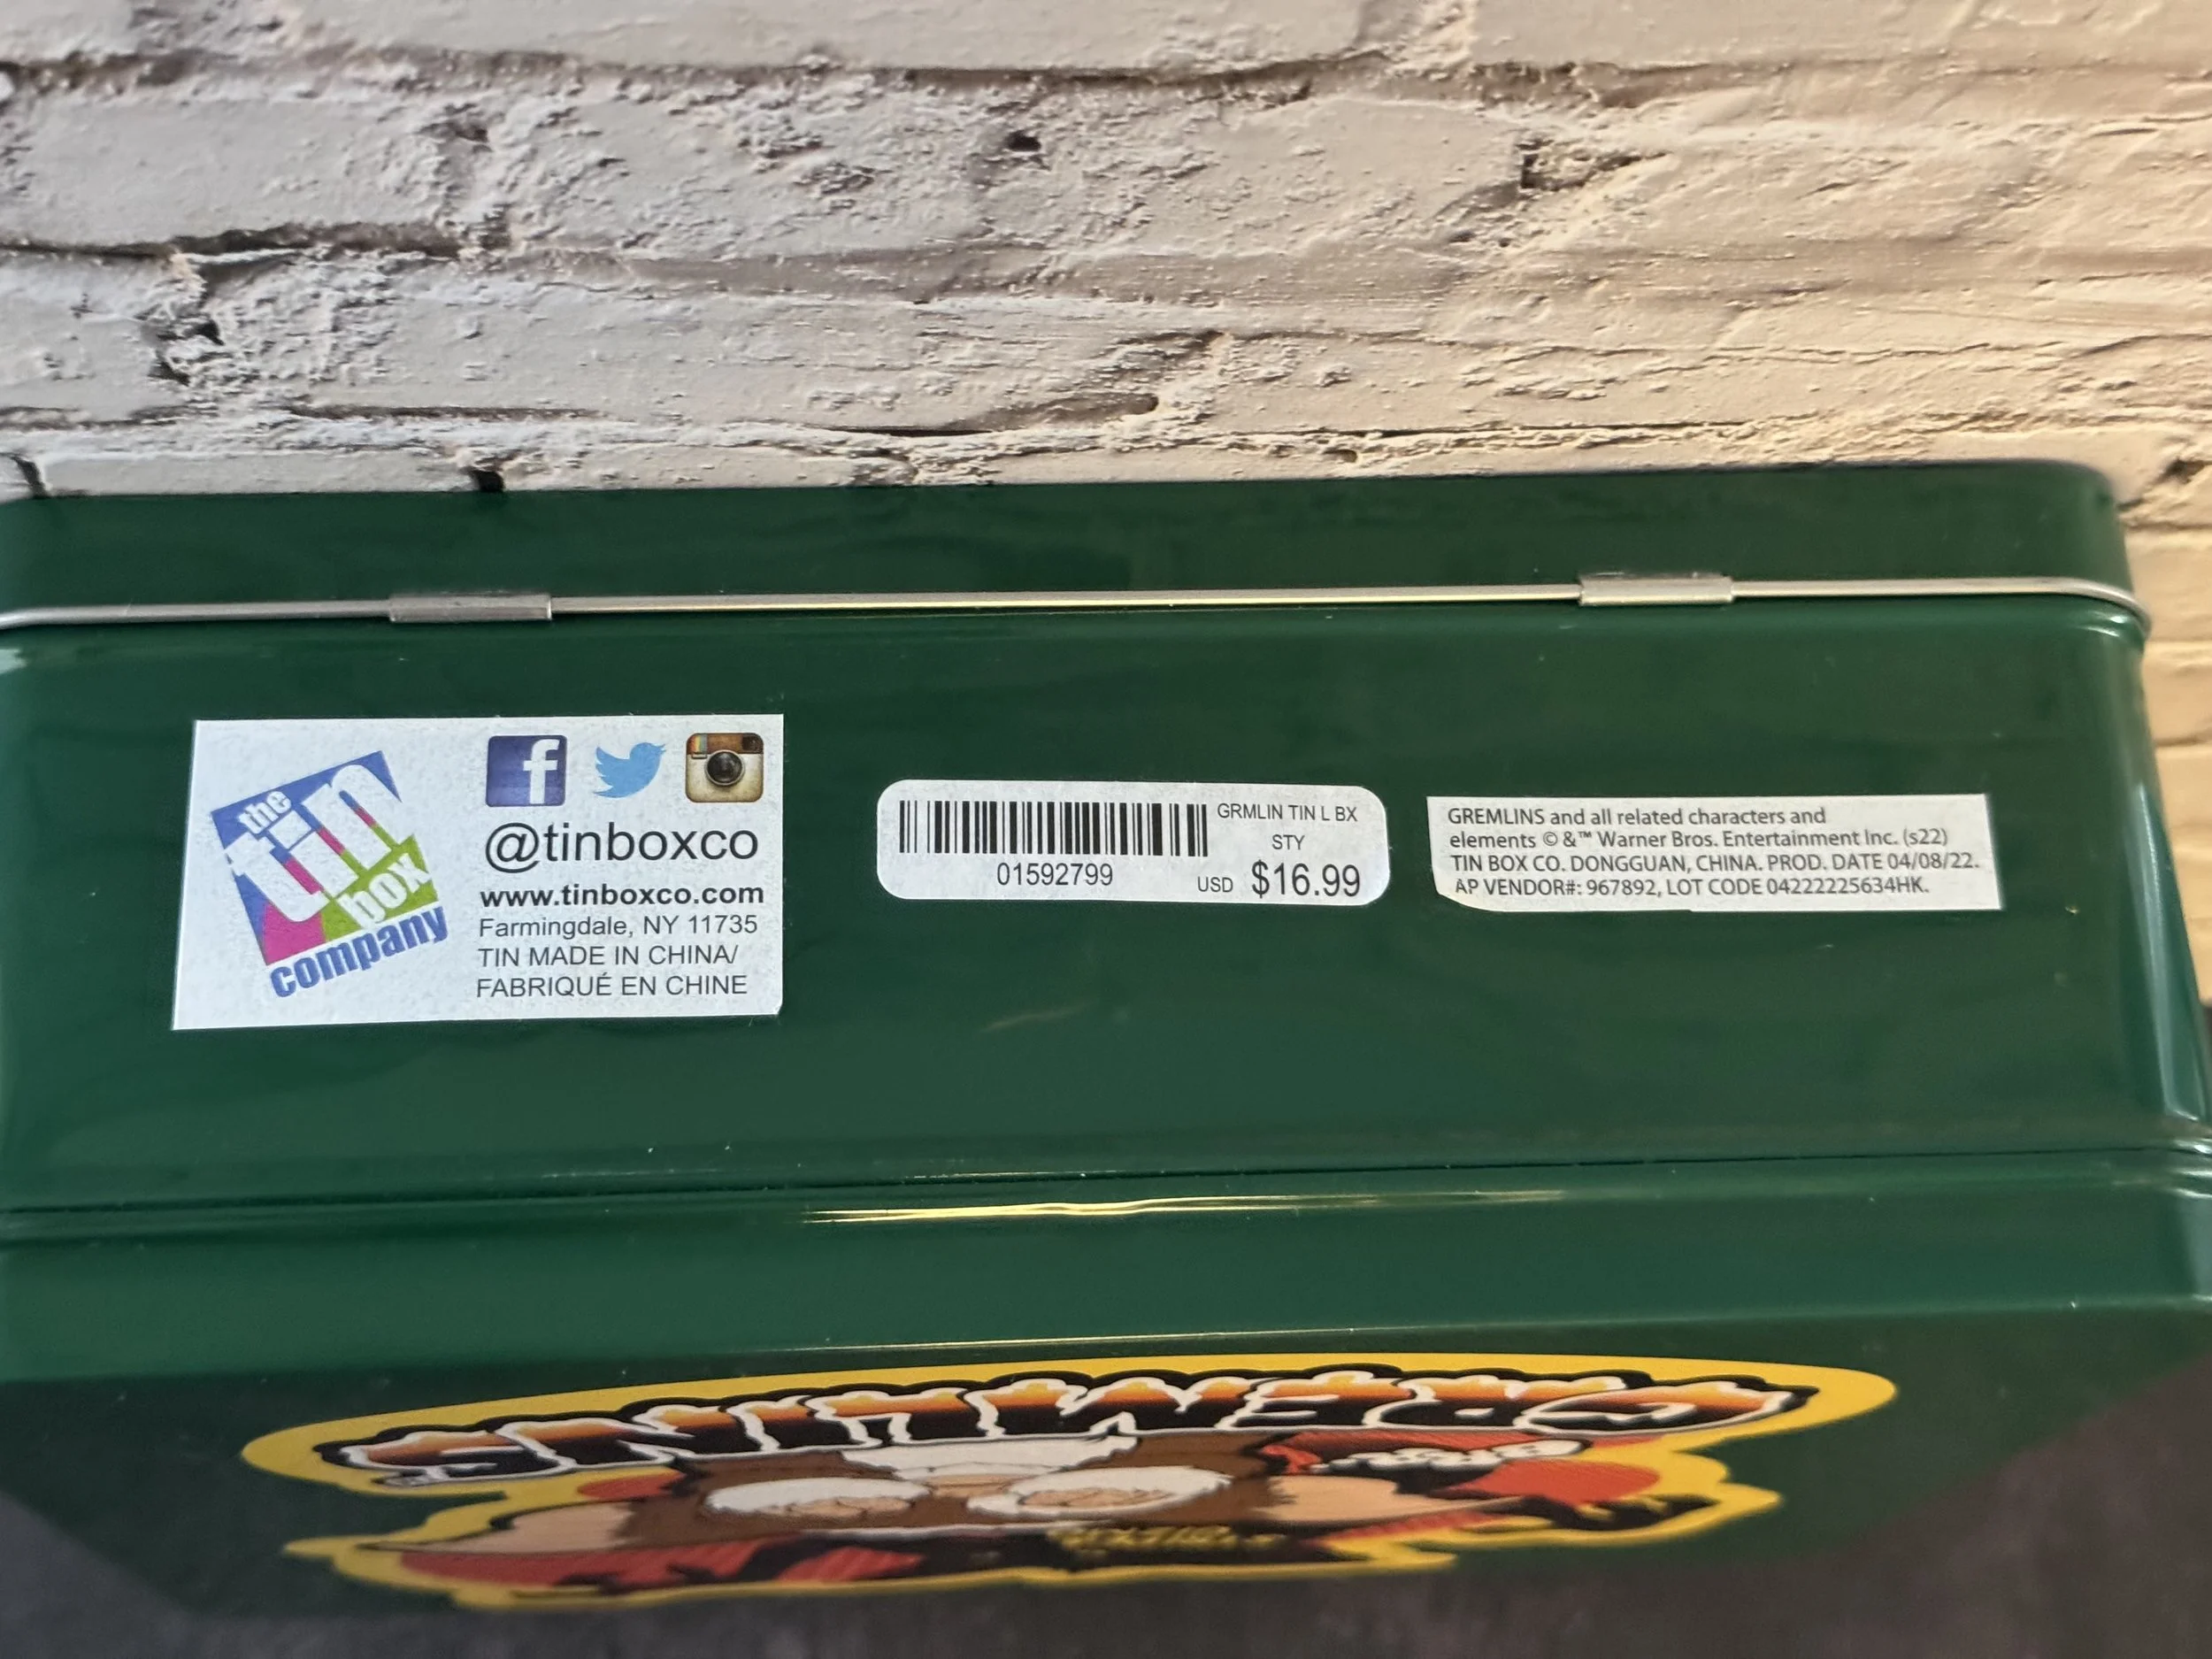 the
tin
box
company
f
@tinboxco
www.tinboxco.com
Farmingdale, NY 11735
TIN MADE IN CHINA/
FABRIQUÉ EN CHINE
GRMLIN TIN L BX
STY
01592799
USD $16.99
GREMLINS and all related characters and
elements © &™ Warner Bros. Entertainment Inc. (s22)
TIN BOX CO. DONGGUAN, CHINA. PROD. DATE 04/08/22.
AP VENDOR#: 967892, LOT CODE 04222225634HK.
GREMLINS